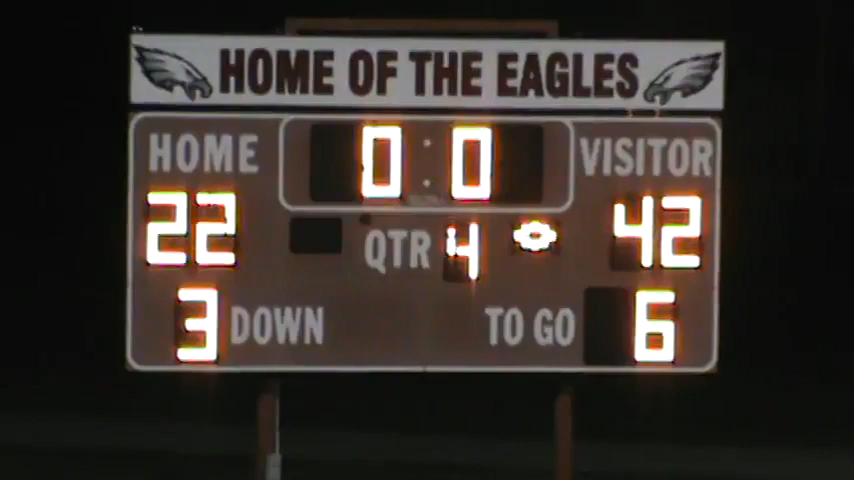 HOME OF THE EAGLES
HOME 0:0 VISITOR
22 QTR 4 42
3 DOWN TO GO 6